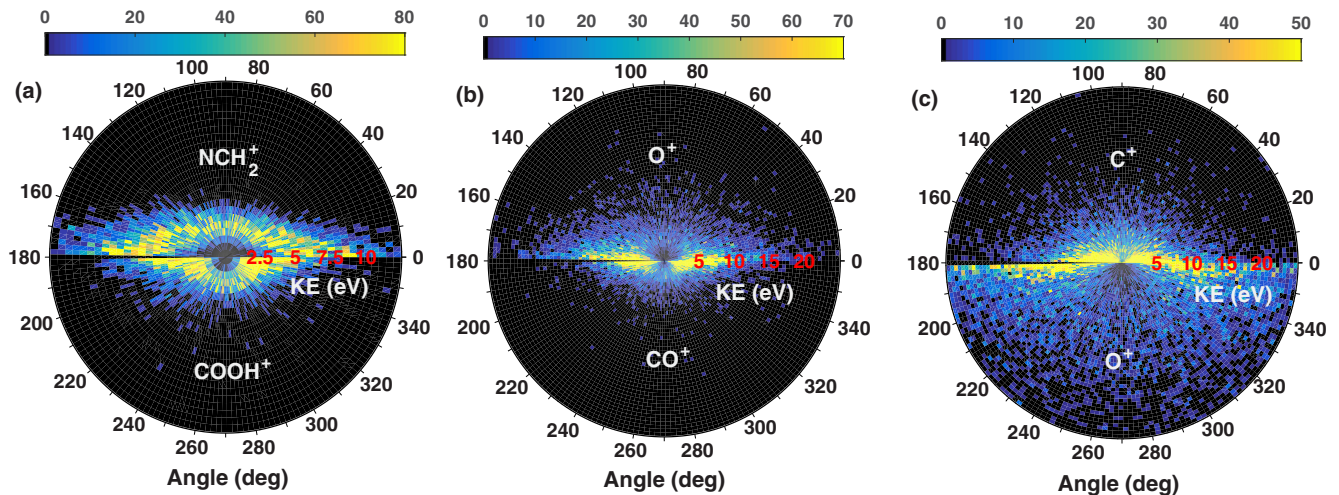 0 20 40 60 80
(a)
100 80
120 60
140 40
160 20
180 0
200 340
220 320
240 300
260 280
NCH2+
2.5 5 7.5 10
KE (eV)
COOH+
Angle (deg)
0 10 20 30 40 50 60 70
(b)
100 80
120 60
140 40
160 20
180 0
200 340
220 320
240 300
260 280
O+
5 10 15 20
KE (eV)
CO+
Angle (deg)
0 10 20 30 40 50
(c)
100 80
120 60
140 40
160 20
180 0
200 340
220 320
240 300
260 280
C+
5 10 15 20
KE (eV)
O+
Angle (deg)